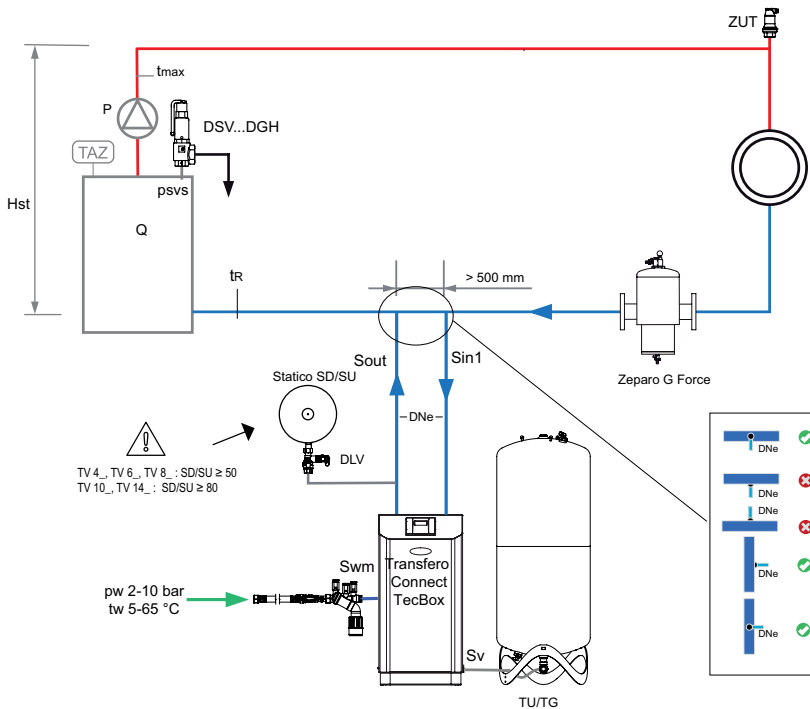 ZUT
tmax
P
DSV...DGH
TAZ
psvs
Hst
Q
tR
> 500 mm
Sout
Sin1
Zeparo G Force
Statico SD/SU
DNe
DLV
TV 4_, TV 6_, TV 8_ : SD/SU ≥ 50
TV 10_, TV 14_ : SD/SU ≥ 80
DNe
DNe
DNe
DNe
DNe
Swm
Transfero
Connect
TecBox
pw 2-10 bar
tw 5-65 °C
Sv
TU/TG